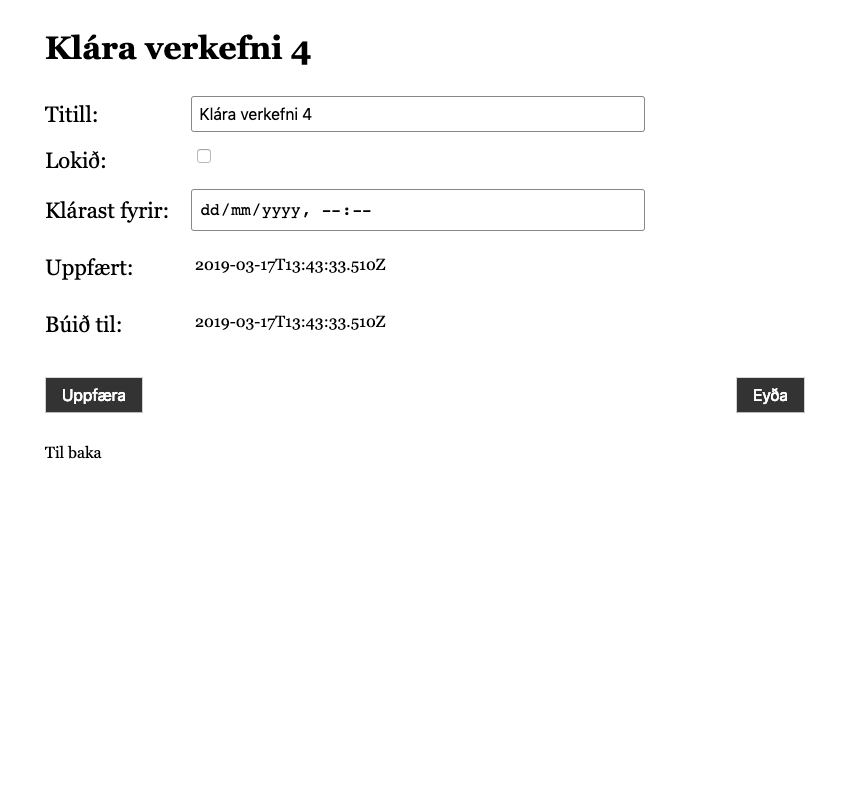 Klára verkefni 4
Titill: Klára verkefni 4
Lokið:
Klárast fyrir: dd/mm/yyyy, --:--
Uppfært: 2019-03-17T13:43:33.510Z
Búið til: 2019-03-17T13:43:33.510Z
Uppfæra Eyða
Til baka